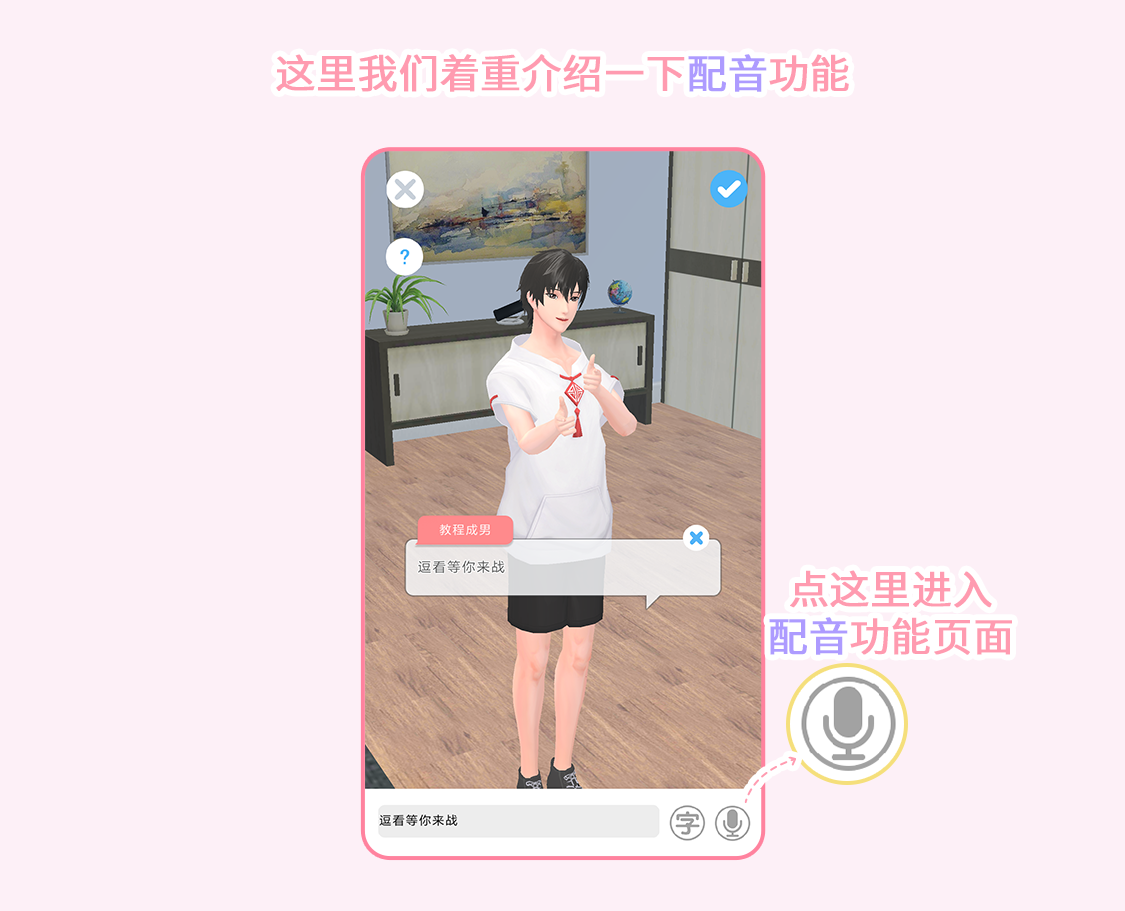 这里我们着重介绍一下配音功能
?
教程成男
逗看等你来战
点这里进入
配音功能页面
逗看等你来战
字